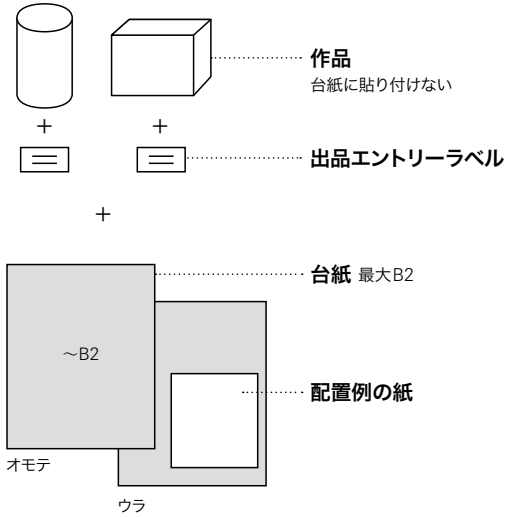 作品
台紙に貼り付けない
+ +
出品エントリーラベル
+
台紙 最大B2
〜B2
配置例の紙
オモテ
ウラ